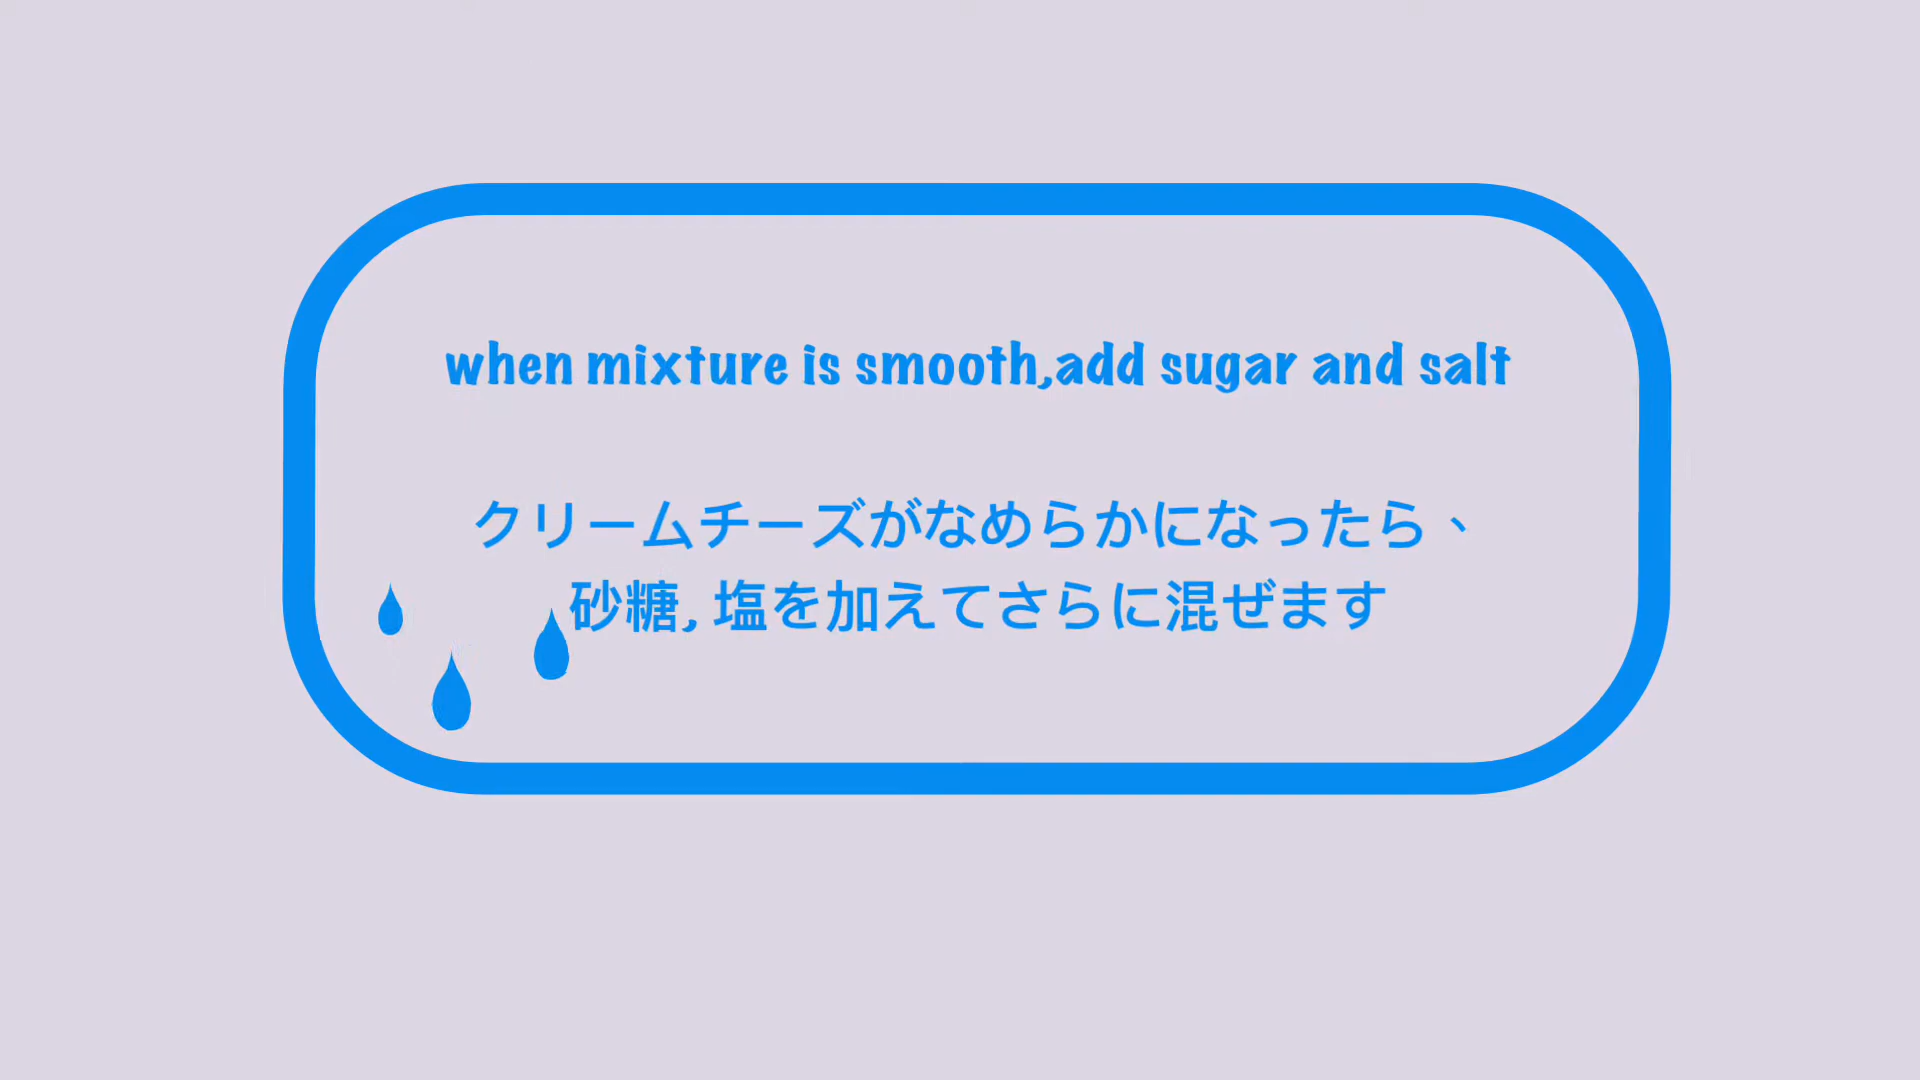 when mixture is smooth,add sugar and salt
クリームチーズがなめらかになったら、
砂糖, 塩を加えてさらに混ぜます